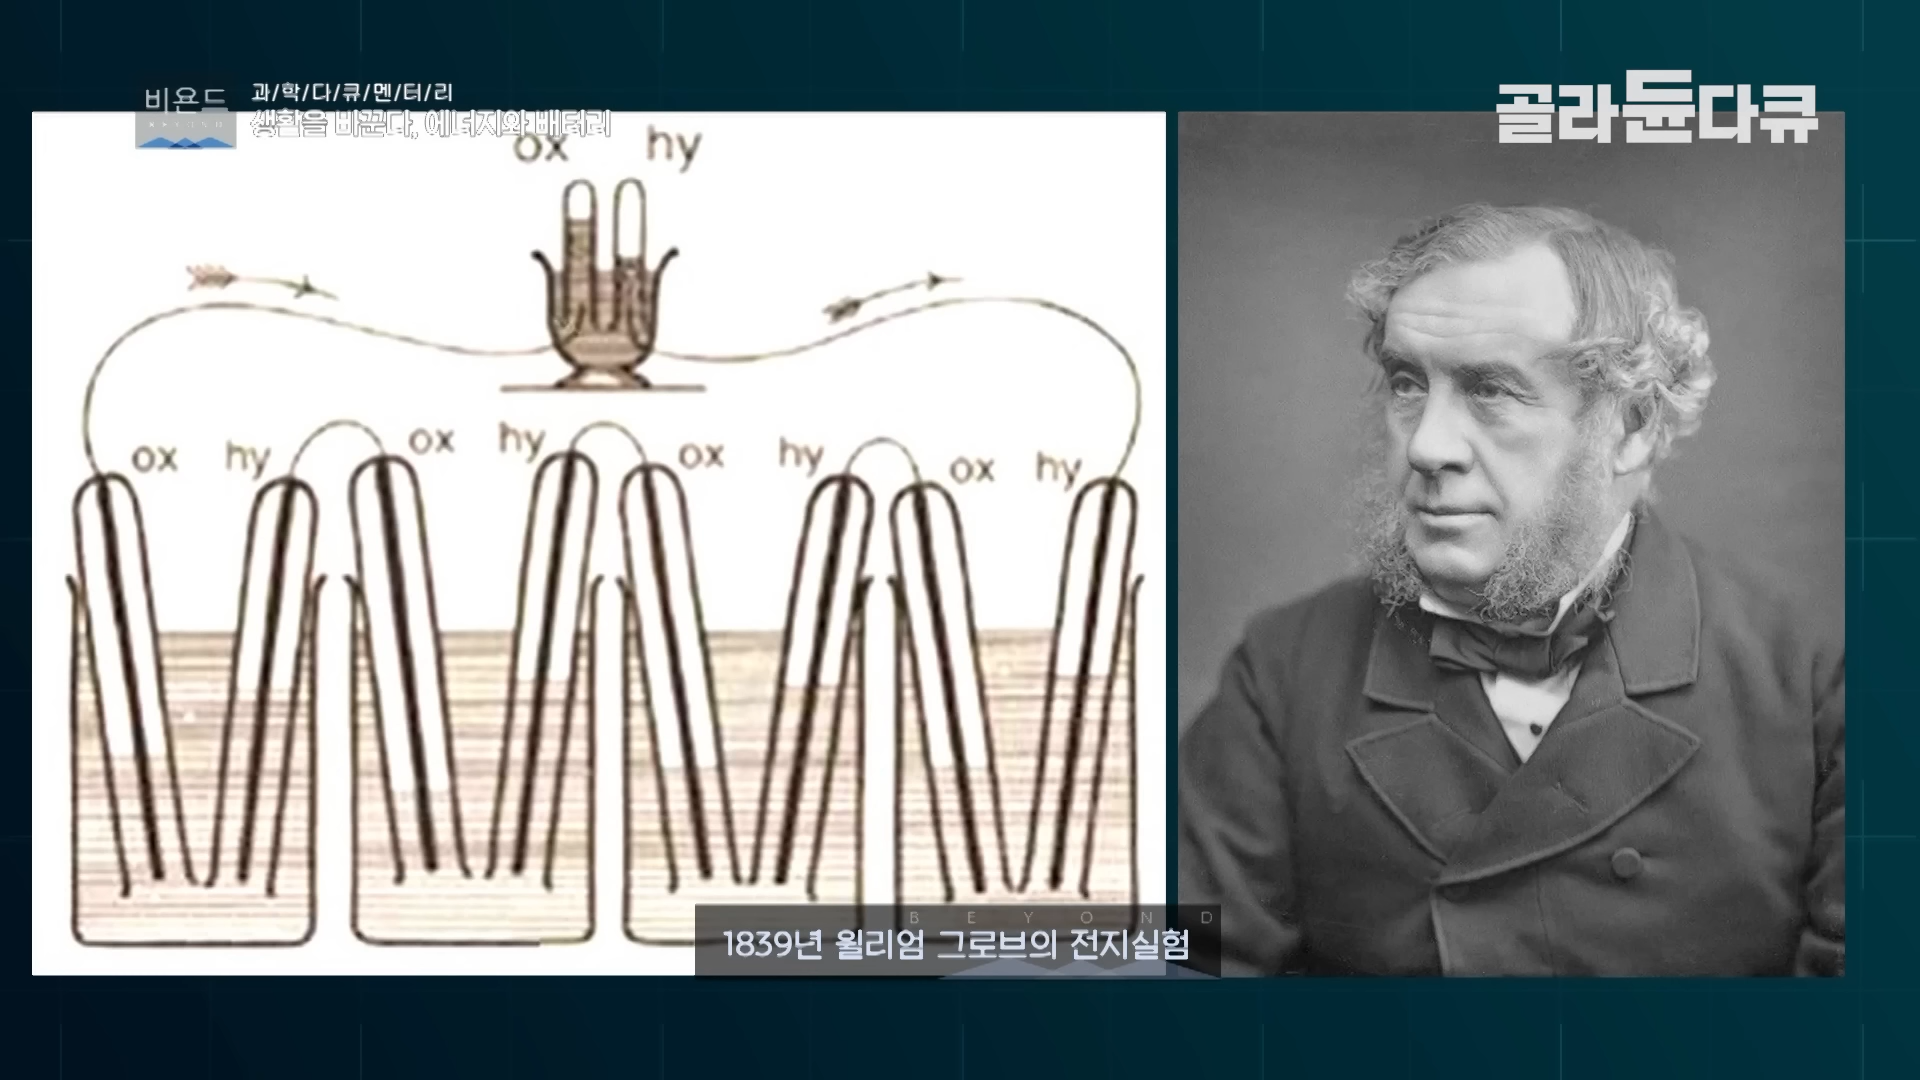 비욘드
BEYOND
과/학/다/큐/멘/터/리
생활을 바꾼다, 에너지와 배터리
골라듄다큐
ox hy
ox hy ox hy ox hy ox hy
BEYOND
1839년 윌리엄 그로브의 전지실험